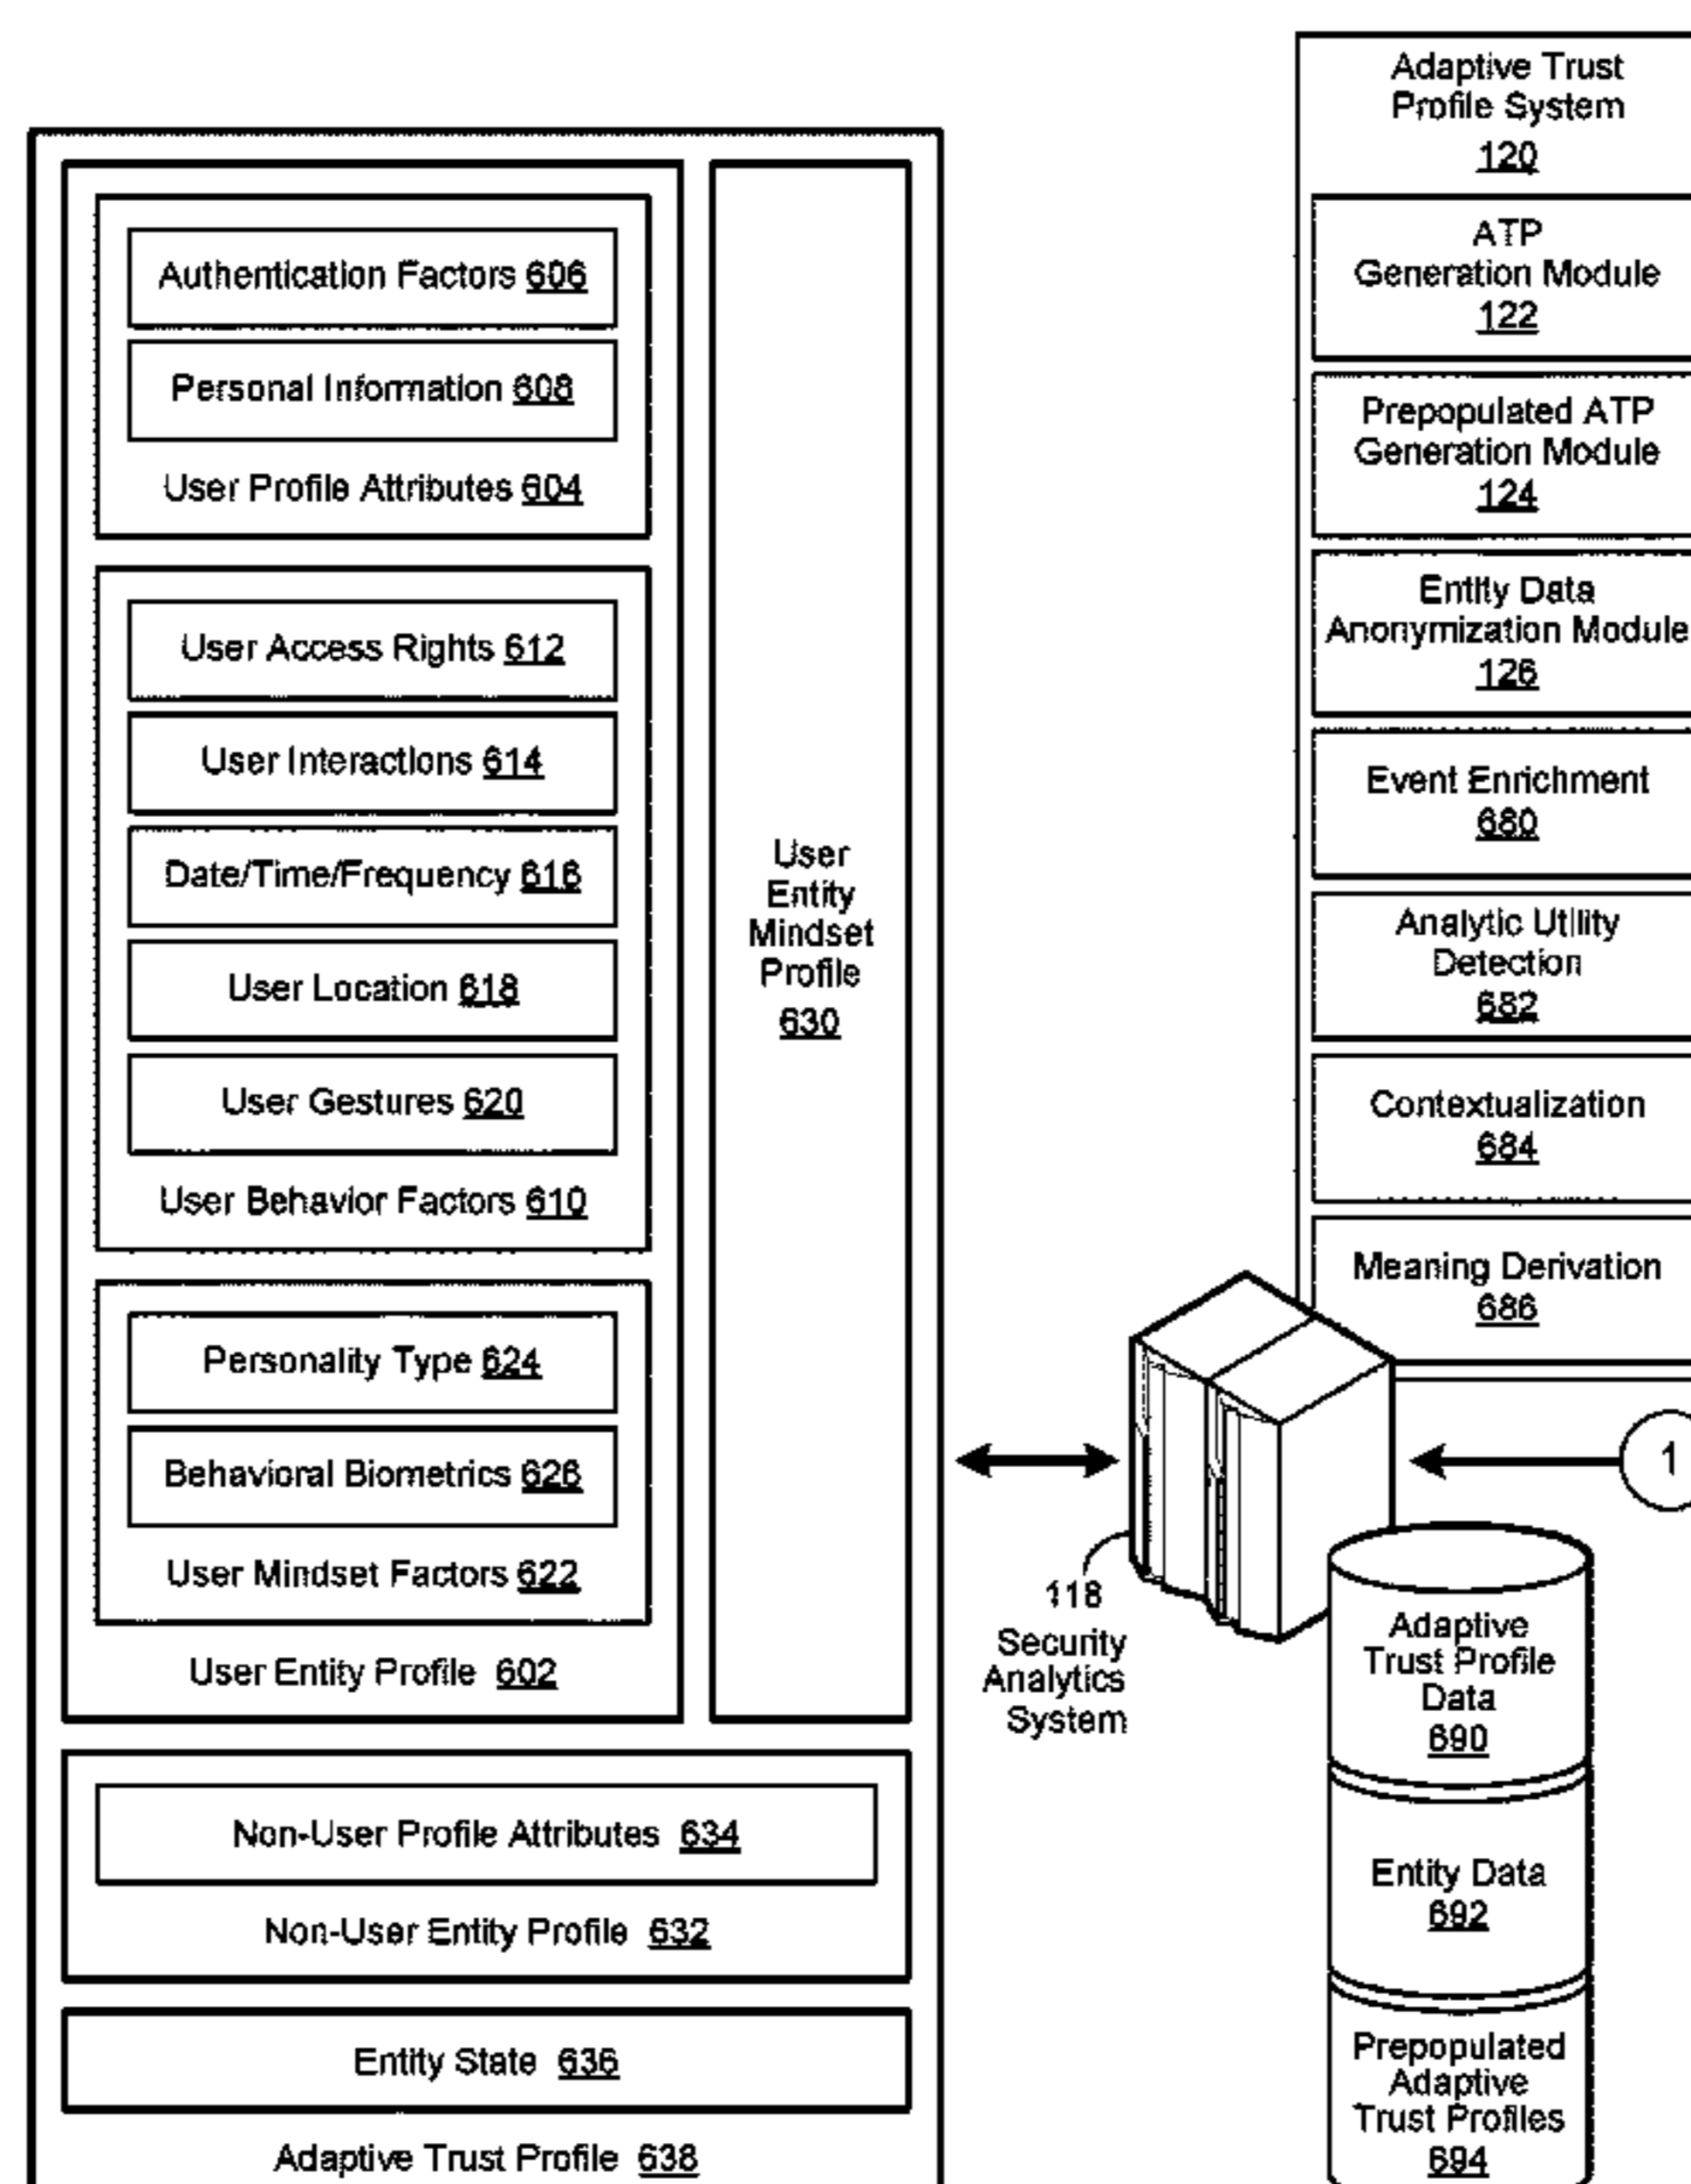 Authentication Factors 606
Personal Information 608
User Profile Attributes 604
User Access Rights 612
User Interactions 614
Date/Time/Frequency 616
User Location 618
User Gestures 620
User Behavior Factors 610
Personality Type 624
Behavioral Biometrics 626
User Mindset Factors 622
User Entity Profile 602
User
Entity
Mindset
Profile
630
Non-User Profile Attributes 634
Non-User Entity Profile 632
Entity State 636
Adaptive Trust Profile 638
Adaptive Trust
Profile System
120
ATP
Generation Module
122
Prepopulated ATP
Generation Module
124
Entity Data
Anonymization Module
126
Event Enrichment
680
Analytic Utility
Detection
682
Contextualization
684
Meaning Derivation
686
1
118
Security
Analytics
System
Adaptive
Trust Profile
Data
690
Entity Data
692
Prepopulated
Adaptive
Trust Profiles
694